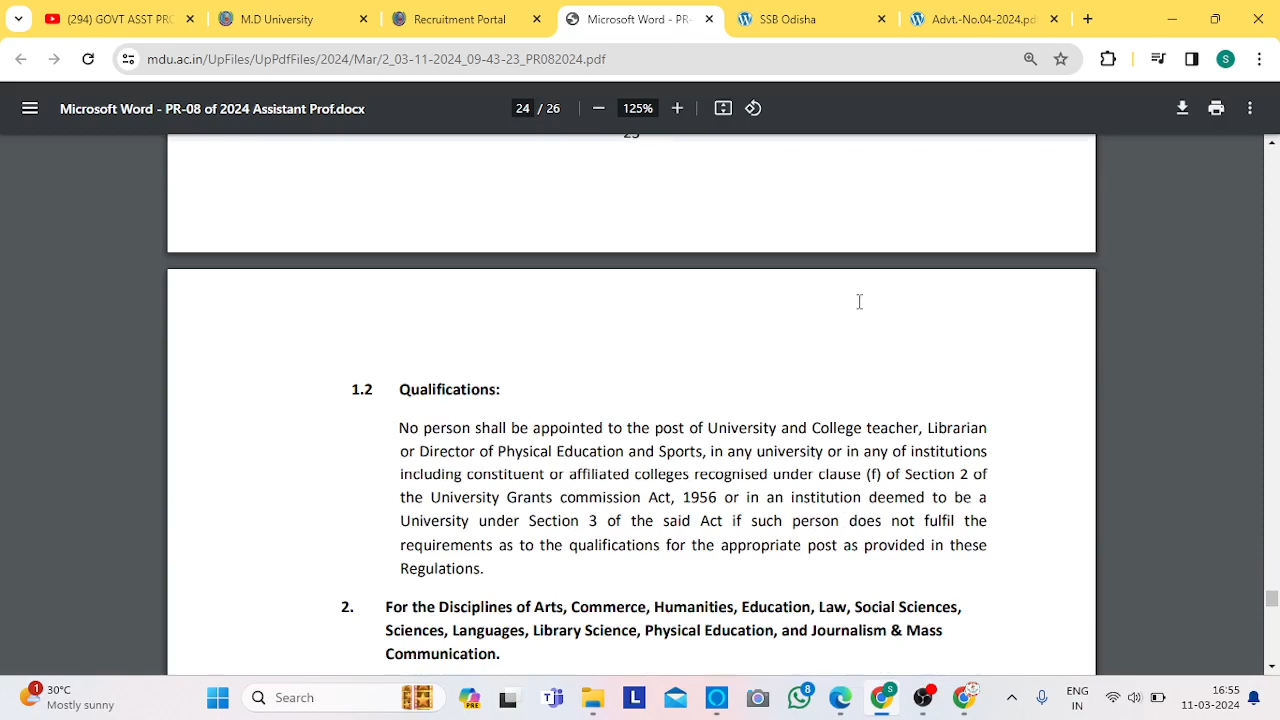 (294) GOVT ASST PRO
M.D University
Recruitment Portal
Microsoft Word - PR-
SSB Odisha
Advt.-No.04-2024.pd
mdu.ac.in/UpFiles/UpPdfFiles/2024/Mar/2_03-11-2024_09-43-23_PR082024.pdf
S
Microsoft Word - PR-08 of 2024 Assistant Prof.docx
24 / 26
125%
1.2 Qualifications:
No person shall be appointed to the post of University and College teacher, Librarian
or Director of Physical Education and Sports, in any university or in any of institutions
including constituent or affiliated colleges recognised under clause (f) of Section 2 of
the University Grants commission Act, 1956 or in an institution deemed to be a
University under Section 3 of the said Act if such person does not fulfil the
requirements as to the qualifications for the appropriate post as provided in these
Regulations.
2. For the Disciplines of Arts, Commerce, Humanities, Education, Law, Social Sciences,
Sciences, Languages, Library Science, Physical Education, and Journalism & Mass
Communication.
1
30°C
Mostly sunny
Search
PRE
L
8
S
ENG
IN
16:55
11-03-2024